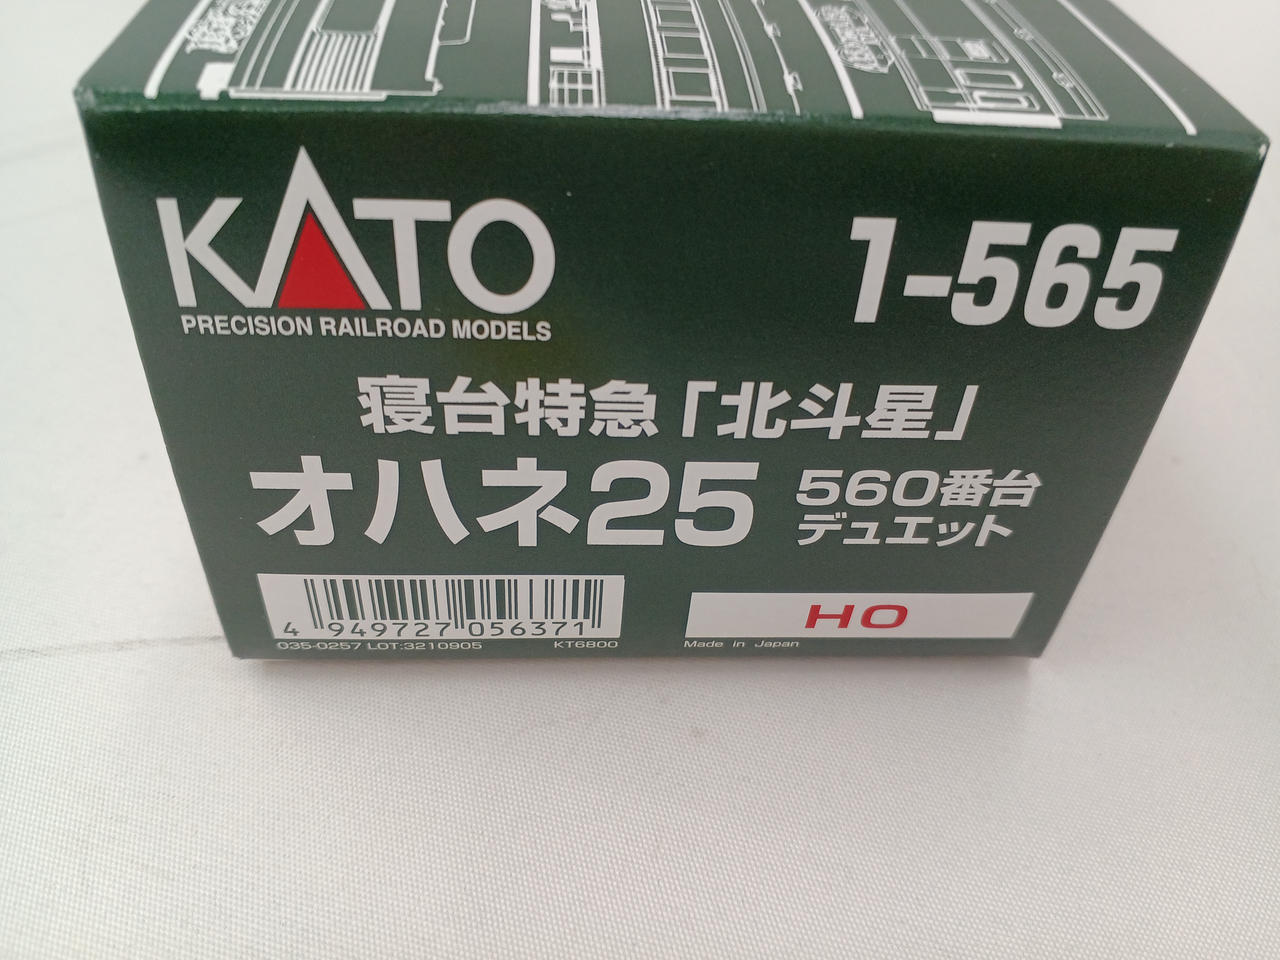 KATO
PRECISION RAILROAD MODELS
1-565
寝台特急「北斗星」
オハネ25 560番台
デュエット
4 949727 056371
035-0257 LOT:3210905 KT6800
HO
Made in Japan